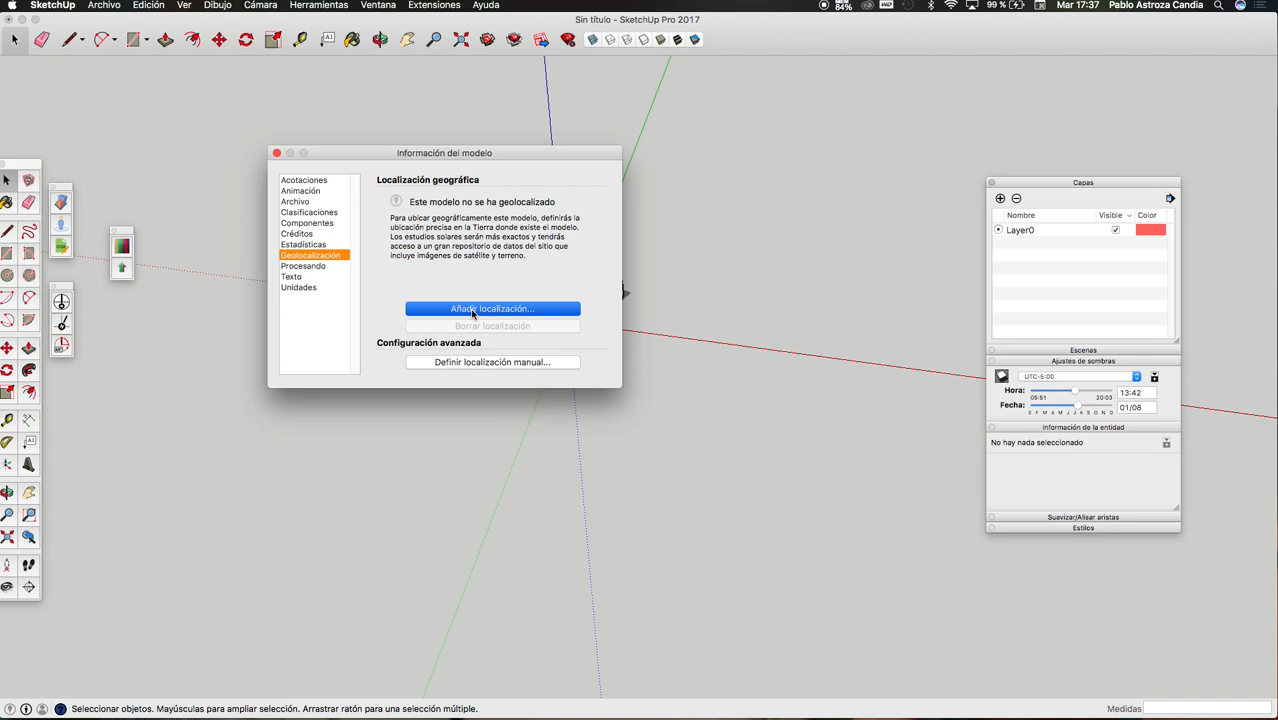 SketchUp Archivo Edición Ver Dibujo Cámara Herramientas Ventana Extensiones Ayuda 84% WD 99 % Mar 17:37 Pablo Astroza Candia
Sin título - SketchUp Pro 2017
Información del modelo
Acotaciones
Animación
Archivo
Clasificaciones
Componentes
Créditos
Estadísticas
Geolocalización
Procesando
Texto
Unidades
Localización geográfica
Este modelo no se ha geolocalizado
Para ubicar geográficamente este modelo, definirás la
ubicación precisa en la Tierra donde existe el modelo.
Los estudios solares serán más exactos y tendrás
acceso a un gran repositorio de datos del sitio que
incluye imágenes de satélite y terreno.
Añadir localización...
Borrar localización
Configuración avanzada
Definir localización manual...
Capas
Nombre Visible Color
Layer0
Escenas
Ajustes de sombras
UTC-5:00
Hora: 05:51 20:03 13:42
Fecha: E F M A M J J A S O N D 01/08
Información de la entidad
No hay nada seleccionado
Suavizar/Alisar aristas
Estilos
Seleccionar objetos. Mayúsculas para ampliar selección. Arrastrar ratón para una selección múltiple.
Medidas